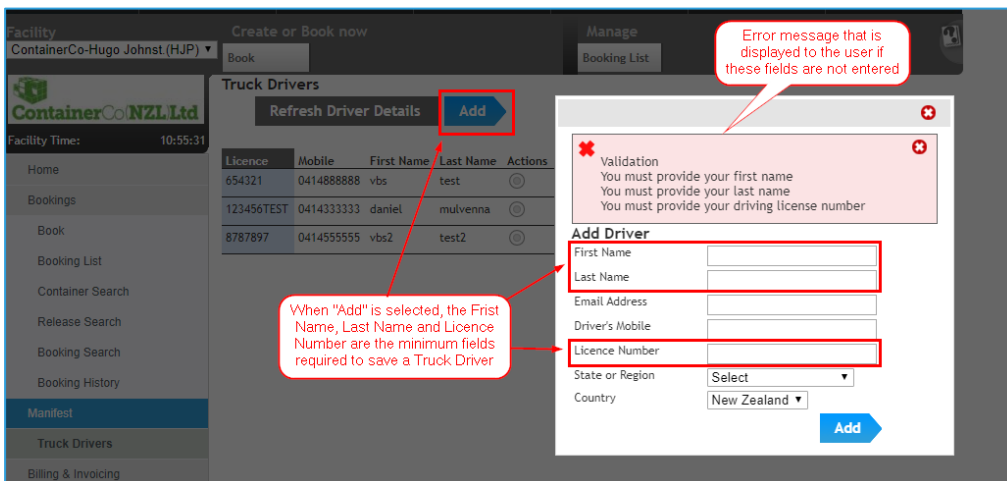 Facility
ContainerCo-Hugo Johnst.(HJP)
Create or Book now
Book
Manage
Booking List
Error message that is
displayed to the user if
these fields are not entered
ContainerCo(NZL)Ltd
Facility Time: 10:55:31
Home
Bookings
Book
Booking List
Container Search
Release Search
Booking Search
Booking History
Manifest
Truck Drivers
Billing & Invoicing
Truck Drivers
Refresh Driver Details
Add
Licence Mobile First Name Last Name Actions
654321 0414888888 vbs test
123456TEST 0414333333 daniel mulvenna
8787897 0414555555 vbs2 test2
When "Add" is selected, the Frist
Name, Last Name and Licence
Number are the minimum fields
required to save a Truck Driver
Validation
You must provide your first name
You must provide your last name
You must provide your driving license number
Add Driver
First Name
Last Name
Email Address
Driver's Mobile
Licence Number
State or Region Select
Country New Zealand
Add